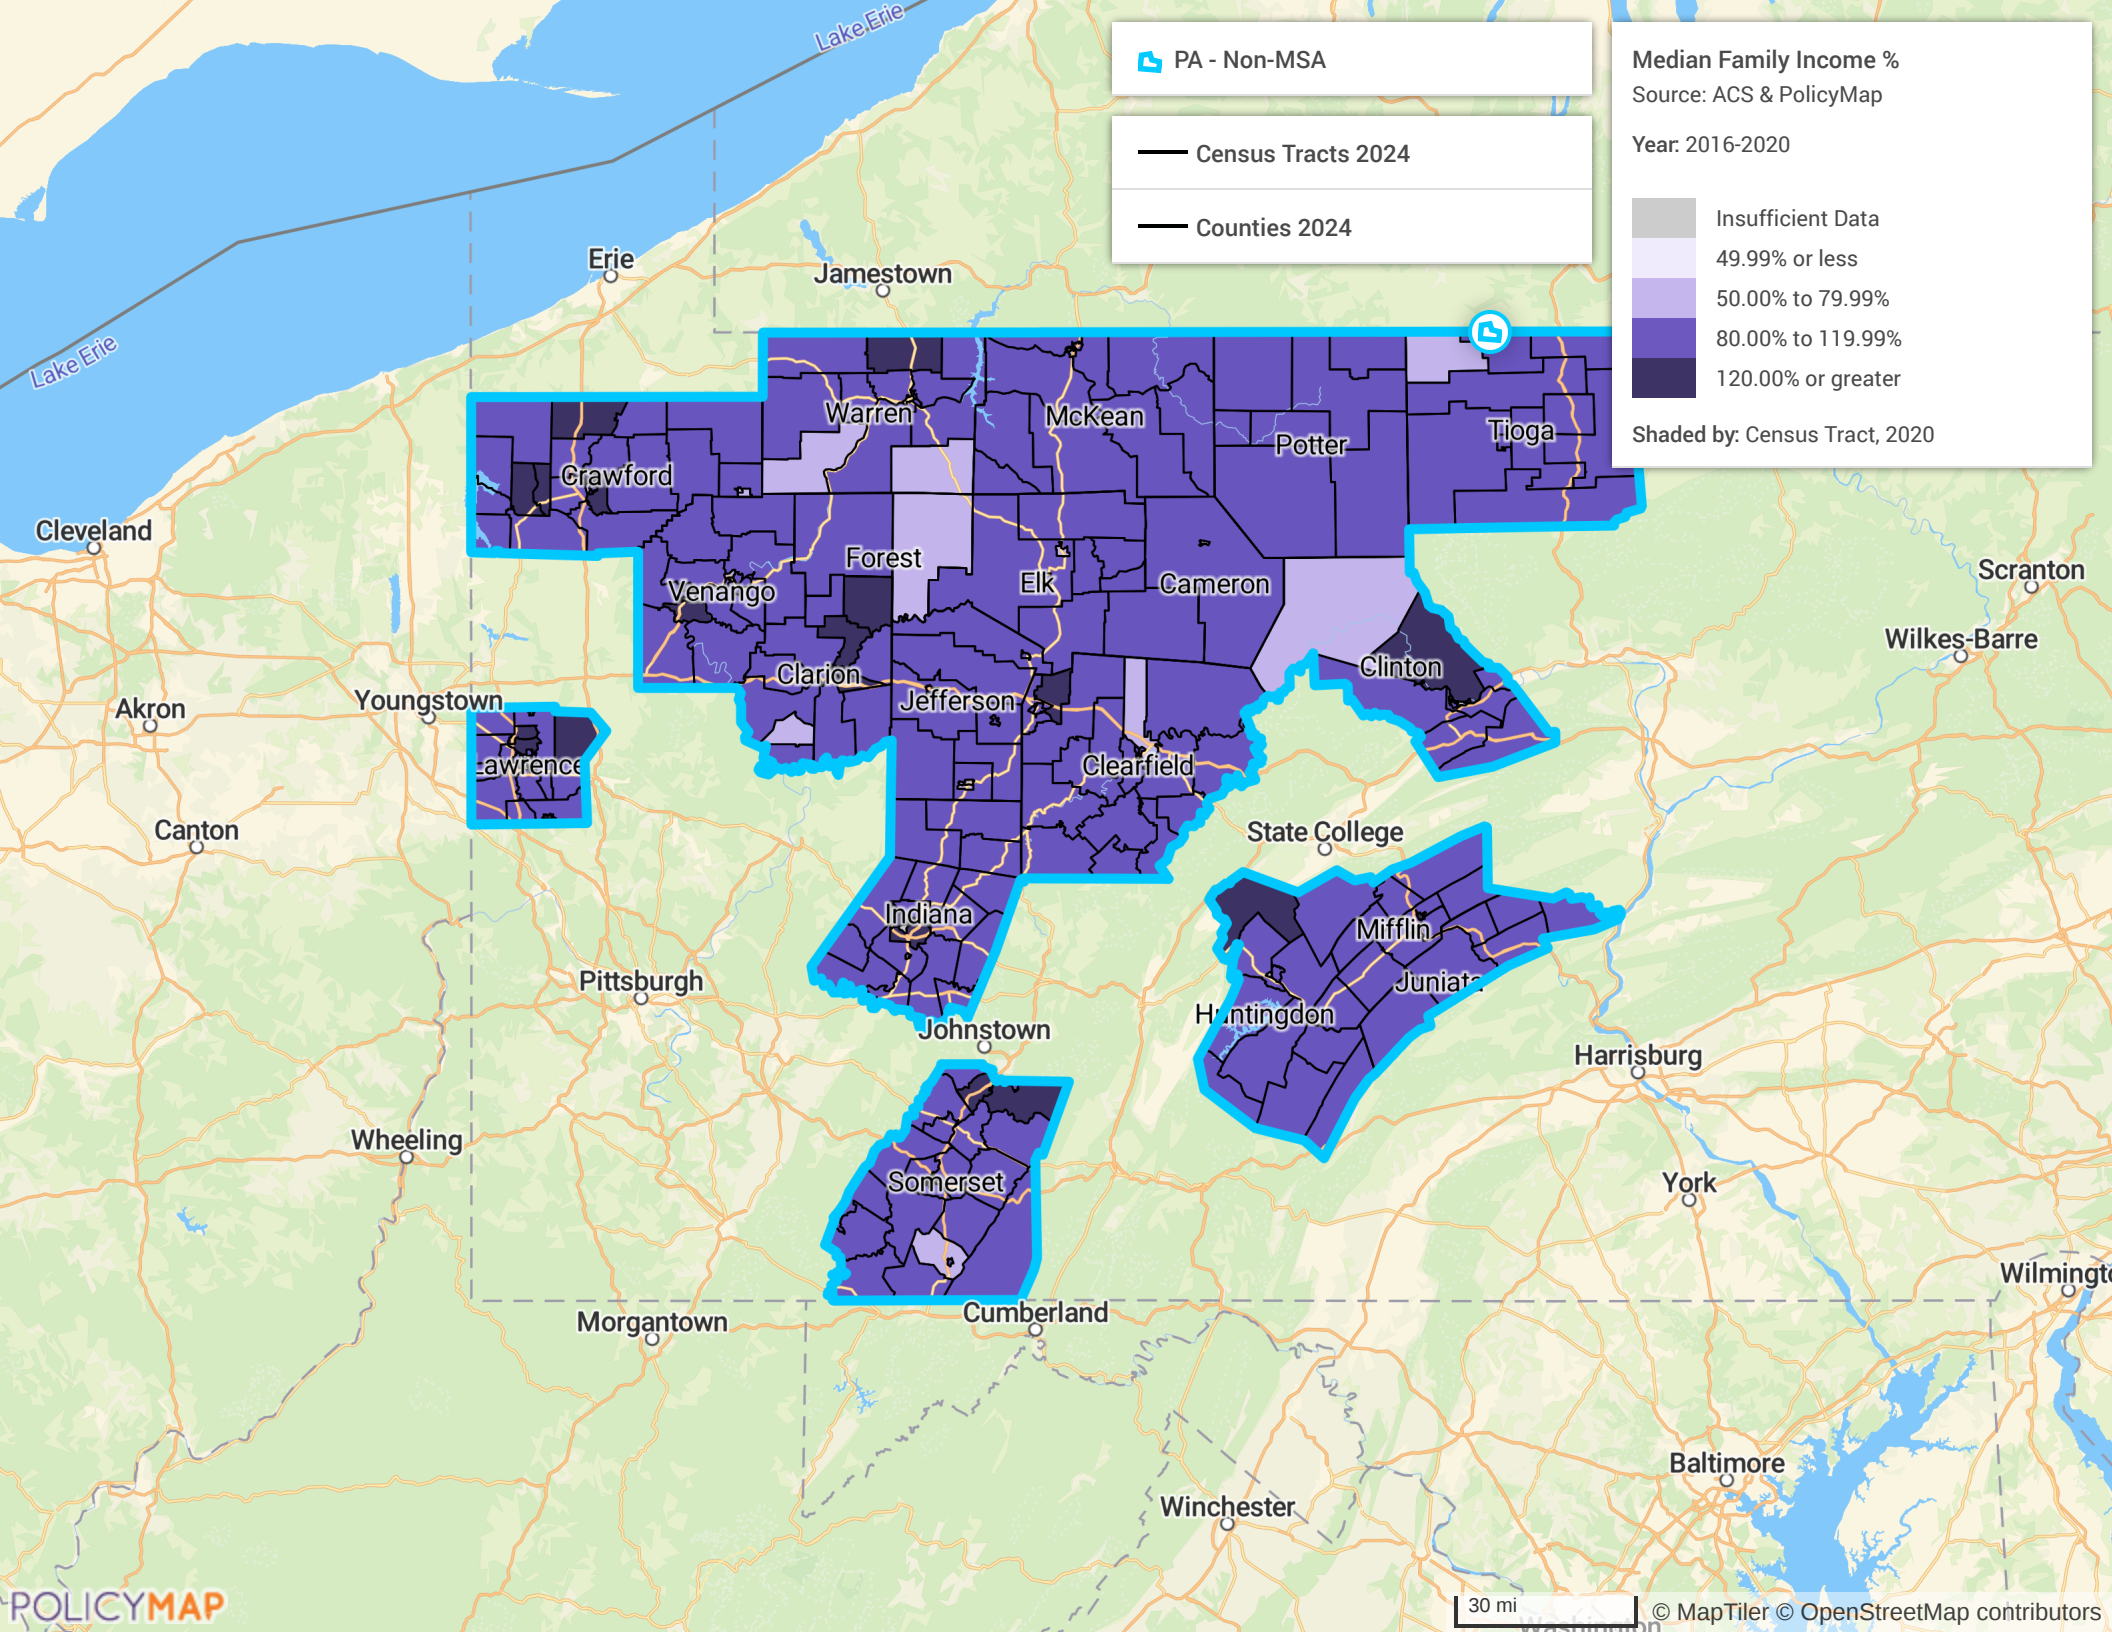 Lake Erie
PA - Non-MSA
Median Family Income %
Source: ACS & PolicyMap
Year: 2016-2020
Census Tracts 2024
Counties 2024
Insufficient Data
49.99% or less
50.00% to 79.99%
80.00% to 119.99%
120.00% or greater
Shaded by: Census Tract, 2020
Erie
Jamestown
Lake Erie
Warren
McKean
Potter
Tioga
Crawford
Cleveland
Forest
Elk
Cameron
Venango
Scranton
Wilkes-Barre
Clinton
Clarion
Jefferson
Youngstown
Akron
Lawrence
Clearfield
Canton
State College
Indiana
Mifflin
Pittsburgh
Juniata
Huntingdon
Johnstown
Harrisburg
Wheeling
Somerset
York
Wilmingto
Morgantown
Cumberland
Baltimore
Winchester
POLICYMAP
30 mi
© MapTiler © OpenStreetMap contributors
Washington